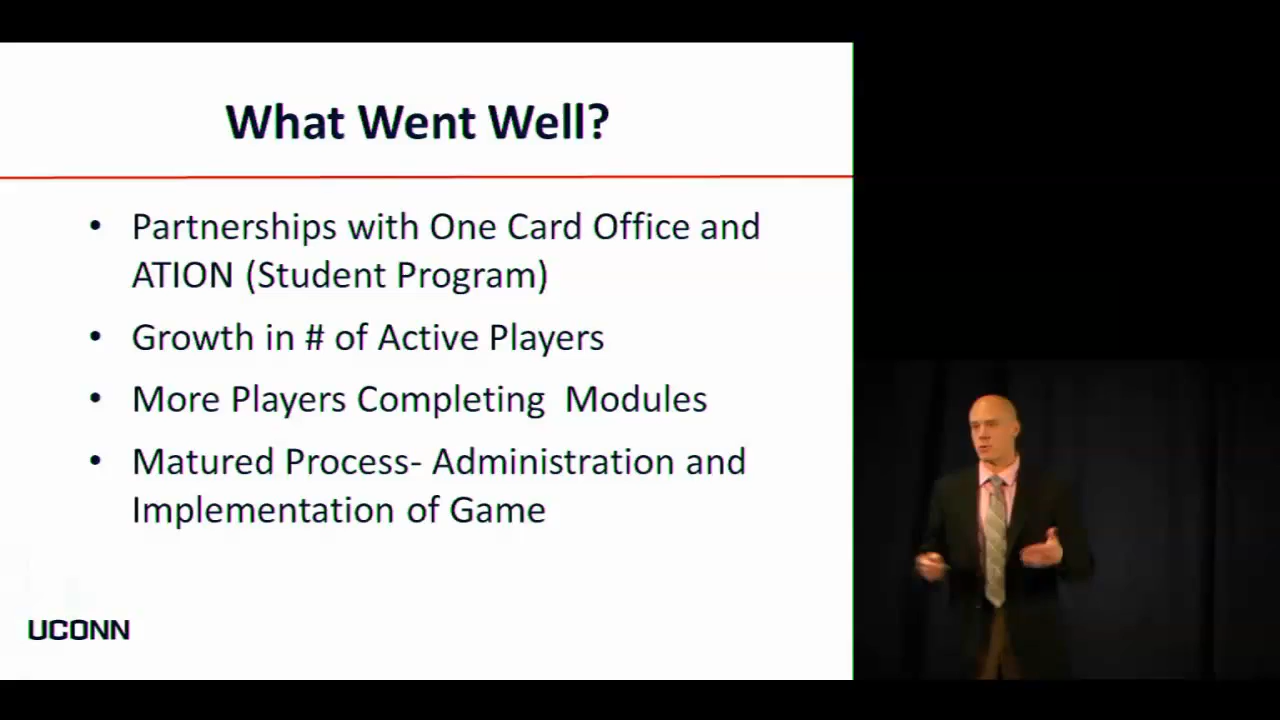 What Went Well?
• Partnerships with One Card Office and
ATION (Student Program)
• Growth in # of Active Players
• More Players Completing  Modules
• Matured Process- Administration and
Implementation of Game
UCONN